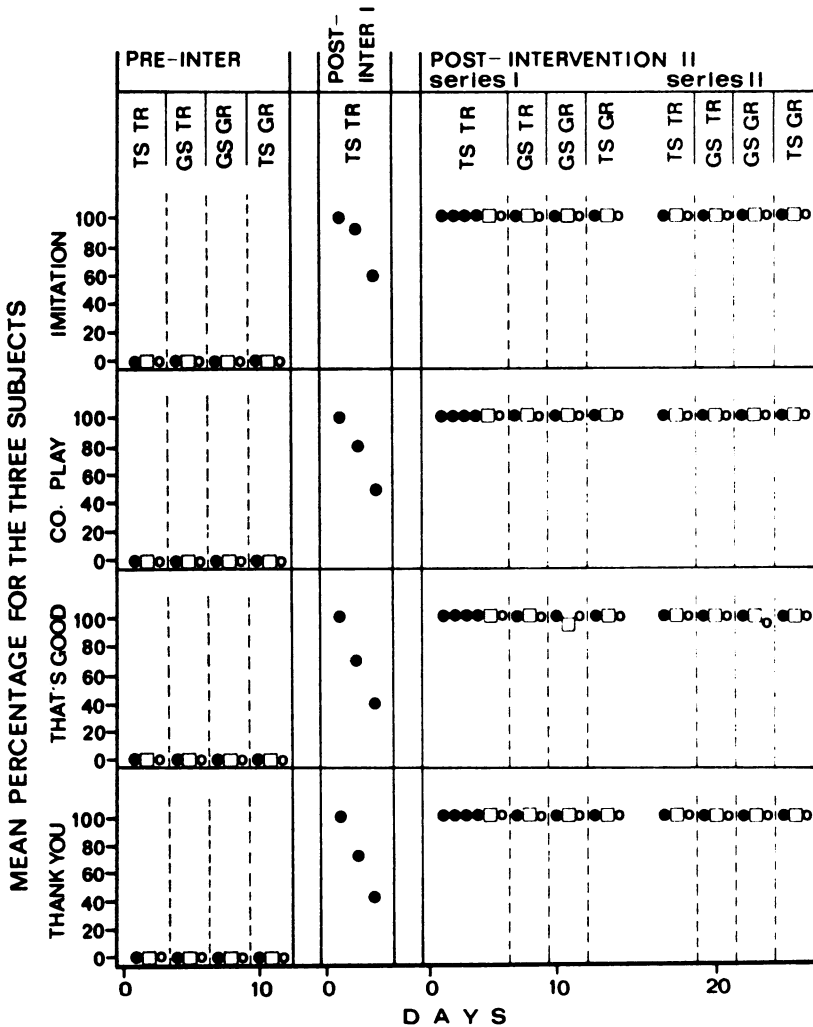 PRE-INTER
POST-
INTER I
POST-INTERVENTION II
series I
series II
TS TR
GS TR
GS GR
TS GR
TS TR
TS TR
GS TR
GS GR
TS GR
TS TR
GS TR
GS GR
TS GR
MEAN PERCENTAGE FOR THE THREE SUBJECTS
IMITATION
100
80
60
40
20
0
CO- PLAY
100
80
60
40
20
0
THAT'S GOOD
100
80
60
40
20
0
THANK YOU
100
80
60
40
20
0
0
10
0
0
10
20
DAYS